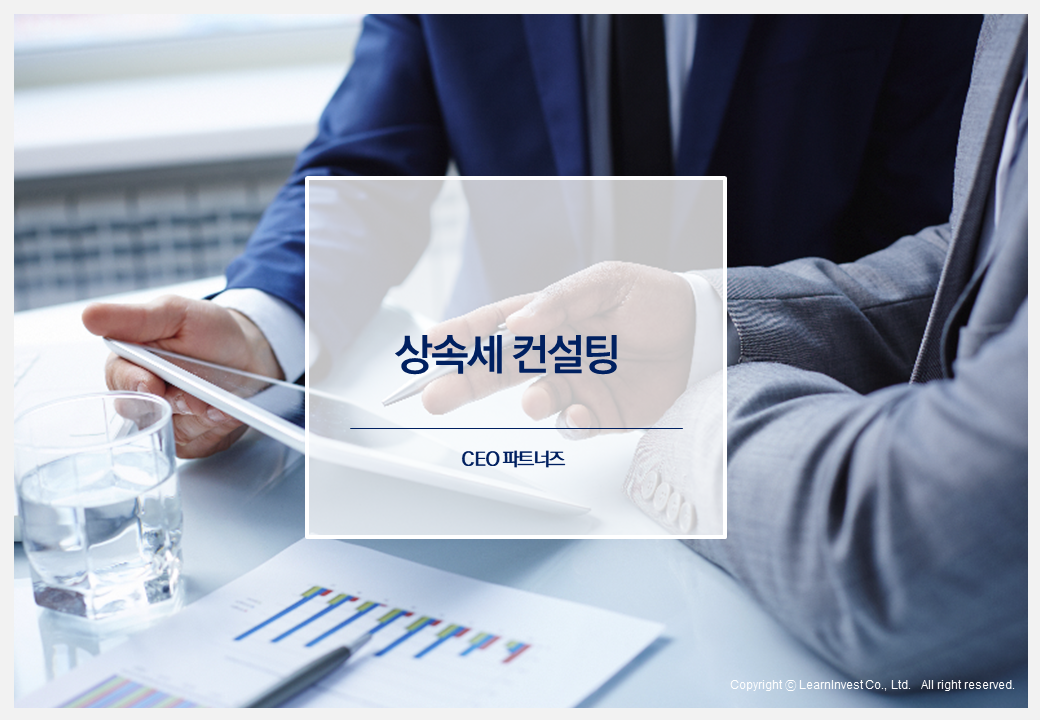 상속세 컨설팅
CEO 파트너즈
Copyright ⓒ LearnInvest Co., Ltd. All right reserved.